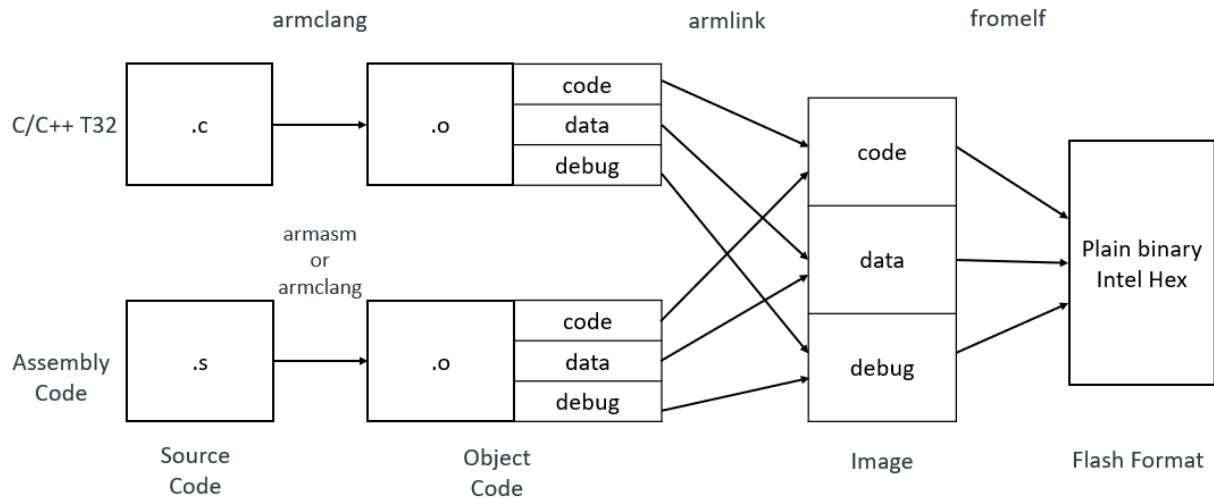 armclang
armlink
fromelf
C/C++ T32
.c
.o
code
data
debug
code
data
debug
Plain binary
Intel Hex
armasm
or
armclang
Assembly
Code
.s
.o
code
data
debug
Source
Code
Object
Code
Image
Flash Format